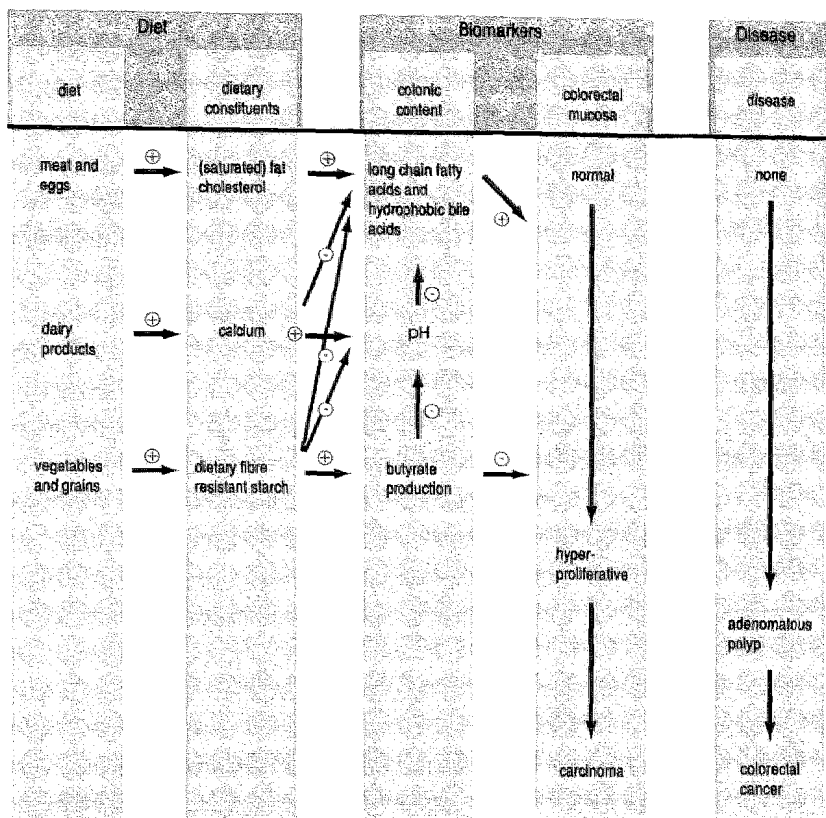 Diet
Biomarkers
Disease
diet
dietary
constituents
colonic
content
colorectal
mucosa
disease
meat and
eggs
+
(saturated) fat
cholesterol
+
long chain fatty
acids and
hydrophobic bile
acids
+
normal
none
-
-
dairy
products
+
calcium
+
pH
-
-
-
vegetables
and grains
+
dietary fibre
resistant starch
+
butyrate
production
-
hyper-
proliferative
adenomatous
polyp
carcinoma
colorectal
cancer